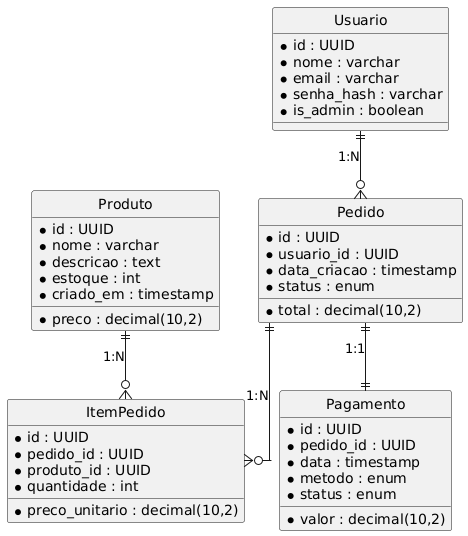 Usuario
id : UUID
nome : varchar
email : varchar
senha_hash : varchar
is_admin : boolean
1:N
Produto
id : UUID
nome : varchar
descricao : text
estoque : int
criado_em : timestamp
preco : decimal(10,2)
Pedido
id : UUID
usuario_id : UUID
data_criacao : timestamp
status : enum
total : decimal(10,2)
1:N
1:N
1:1
ItemPedido
id : UUID
pedido_id : UUID
produto_id : UUID
quantidade : int
preco_unitario : decimal(10,2)
Pagamento
id : UUID
pedido_id : UUID
data : timestamp
metodo : enum
status : enum
valor : decimal(10,2)